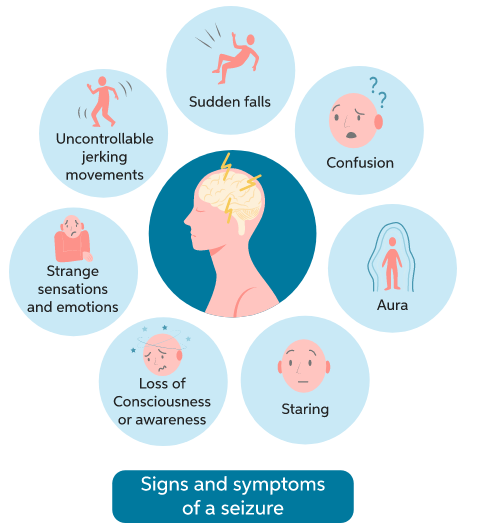 Sudden falls
Confusion
Aura
Staring
Loss of
Consciousness
or awareness
Strange
sensations
and emotions
Uncontrollable
jerking
movements
Signs and symptoms
of a seizure